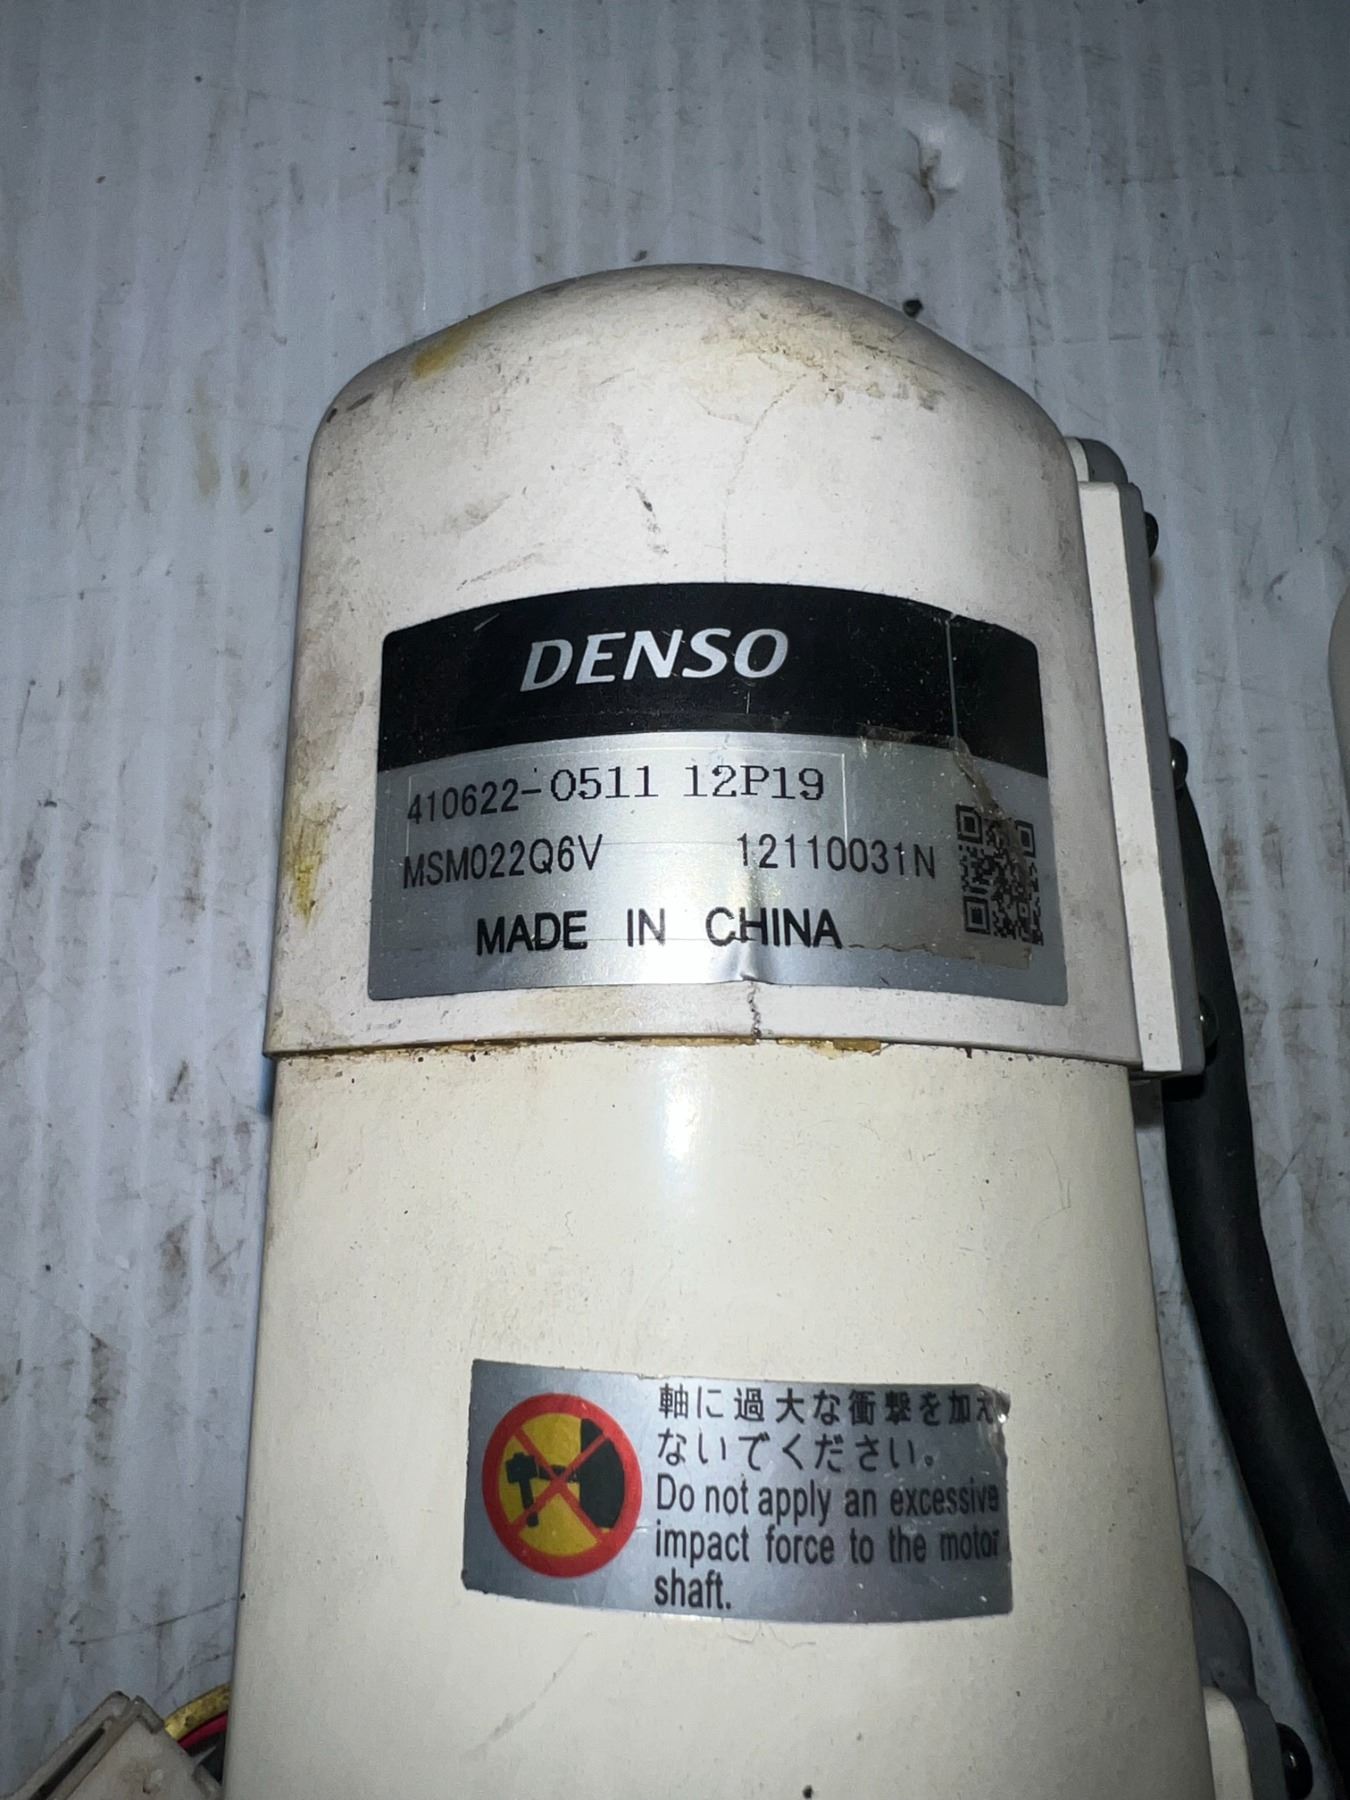 DENSO
410622-0511 12P19
MSM022Q6V 12110031N
MADE IN CHINA
軸に過大な衝撃を加え
ないでください。
Do not apply an excessive
impact force to the motor
shaft.